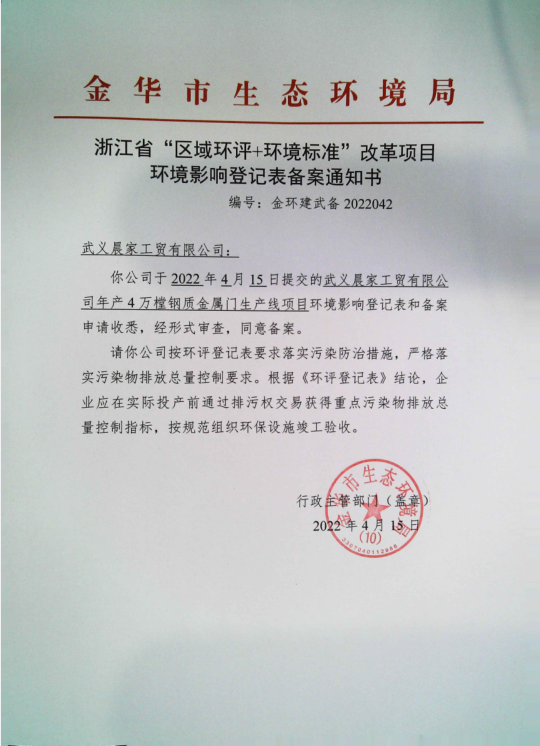 金华市生态环境局
浙江省“区域环评+环境标准”改革项目
环境影响登记表备案通知书
编号：金环建武备 2022042
武义晨家工贸有限公司：
你公司于 2022 年 4 月 15 日提交的武义晨家工贸有限公
司年产 4 万樘钢质金属门生产线项目环境影响登记表和备案
申请收悉，经形式审查，同意备案。
请你公司按环评登记表要求落实污染防治措施，严格落
实污染物排放总量控制要求。根据《环评登记表》结论，企
业应在实际投产前通过排污权交易获得重点污染物排放总
量控制指标，按规范组织环保设施竣工验收。
行政主管部门（盖章）
2022 年 4 月 15 日
金华市生态环境局
(10)